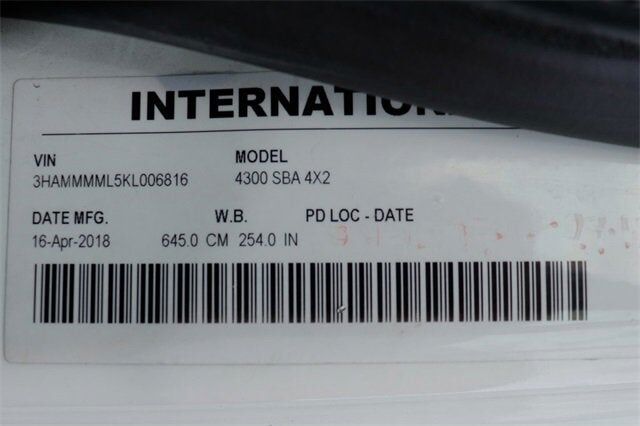 INTERNATION
VIN MODEL
3HAMMMML5KL006816 4300 SBA 4X2
DATE MFG. W.B. PD LOC - DATE
16-Apr-2018 645.0 CM 254.0 IN